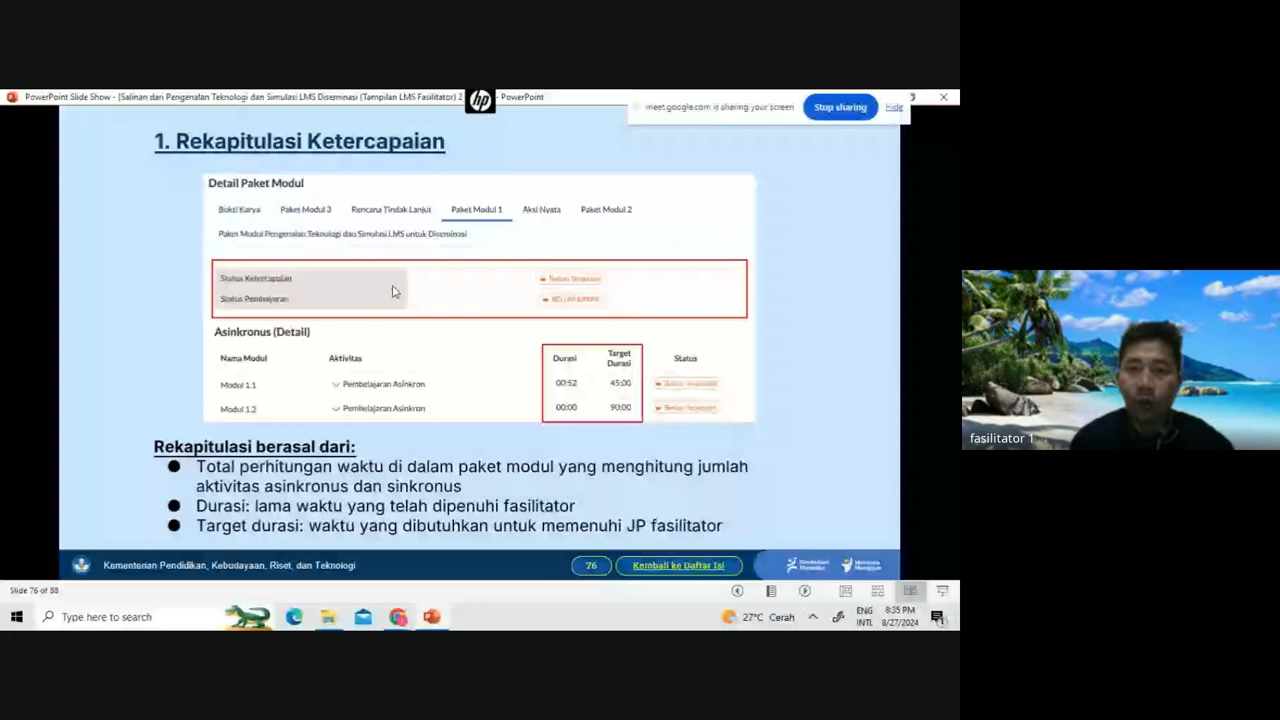 PowerPoint Slide Show - [Salinan dari Pengenalan Teknologi dan Simulasi LMS Diseminasi (Tampilan LMS Fasilitator) 2 - PowerPoint
hp
meet.google.com is sharing your screen
Stop sharing
Hide
1. Rekapitulasi Ketercapaian
Detail Paket Modul
Bukti Karya Paket Modul 3 Rencana Tindak Lanjut Paket Modul 1 Aksi Nyata Paket Modul 2
Paket Modul Pengenalan Teknologi dan Simulasi LMS untuk Diseminasi
Status Ketercapaian
Status Pembayaran
Asinkronus (Detail)
Nama Modul Aktivitas Durasi Target Durasi Status
Modul 1.1 Pembelajaran Asinkron 00:52 45:00
Modul 1.2 Pembelajaran Asinkron 00:00 90:00
Rekapitulasi berasal dari:
● Total perhitungan waktu di dalam paket modul yang menghitung jumlah
aktivitas asinkronus dan sinkronus
● Durasi: lama waktu yang telah dipenuhi fasilitator
● Target durasi: waktu yang dibutuhkan untuk memenuhi JP fasilitator
Kementerian Pendidikan, Kebudayaan, Riset, dan Teknologi
76
Kembali ke Daftar Isi
Slide 76 of 88
Type here to search
27°C Cerah
ENG
INTL
8:35 PM
8/27/2024
fasilitator 1